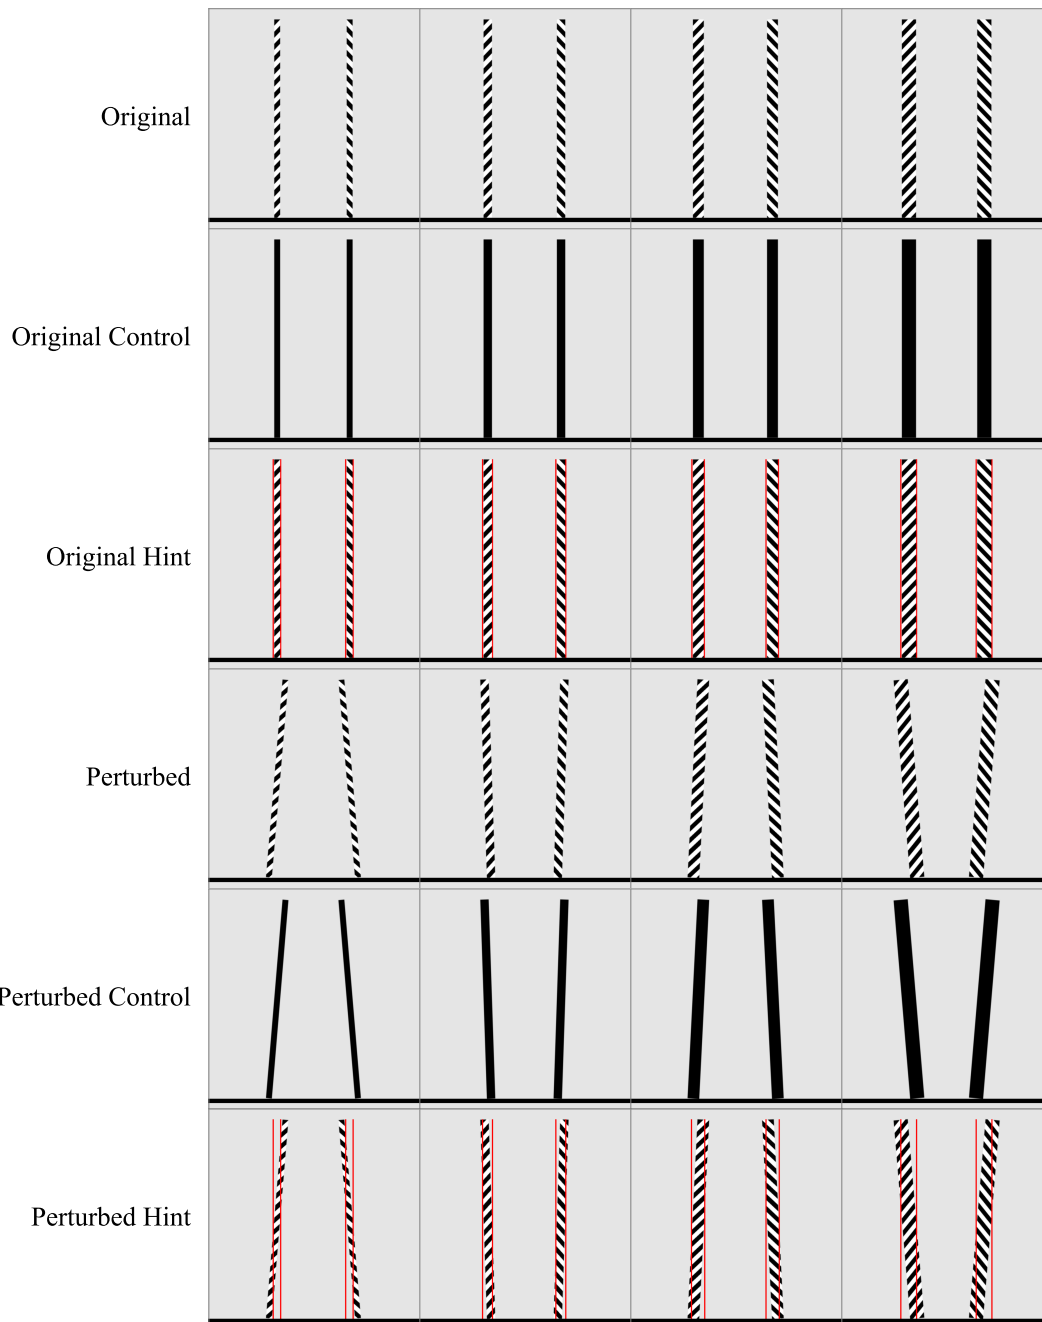 Original
Original Control
Original Hint
Perturbed
Perturbed Control
Perturbed Hint